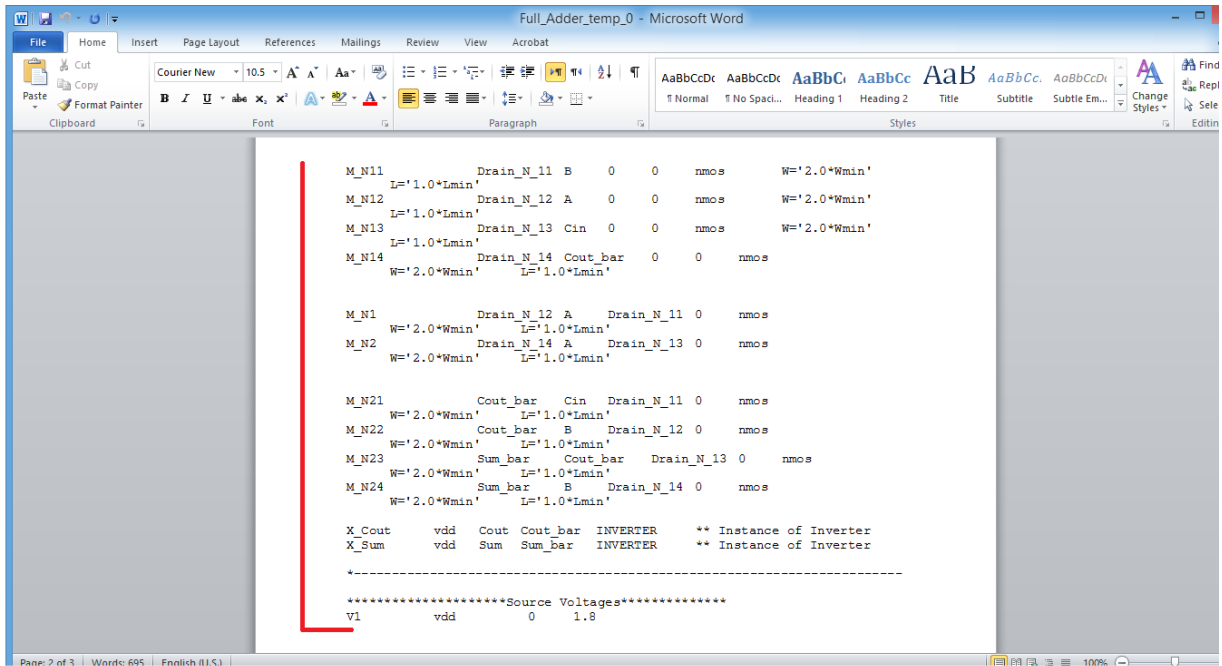 Full_Adder_temp_0 - Microsoft Word
File Home Insert Page Layout References Mailings Review View Acrobat
Paste
Cut
Copy
Format Painter
Clipboard
Courier New 10.5
Font
Paragraph
AaBbCcDc AaBbCcDc AaBbC AaBbCc AaB AaBbCc. AaBbCcDc
¶ Normal ¶ No Spaci... Heading 1 Heading 2 Title Subtitle Subtle Em...
Styles
Change Styles
Find
Repl
Sele
Editin
M_N11 Drain_N_11 B 0 0 nmos W='2.0*Wmin'
L='1.0*Lmin'
M_N12 Drain_N_12 A 0 0 nmos W='2.0*Wmin'
L='1.0*Lmin'
M_N13 Drain_N_13 Cin 0 0 nmos W='2.0*Wmin'
L='1.0*Lmin'
M_N14 Drain_N_14 Cout_bar 0 0 nmos
W='2.0*Wmin' L='1.0*Lmin'
M_N1 Drain_N_12 A Drain_N_11 0 nmos
W='2.0*Wmin' L='1.0*Lmin'
M_N2 Drain_N_14 A Drain_N_13 0 nmos
W='2.0*Wmin' L='1.0*Lmin'
M_N21 Cout_bar Cin Drain_N_11 0 nmos
W='2.0*Wmin' L='1.0*Lmin'
M_N22 Cout_bar B Drain_N_12 0 nmos
W='2.0*Wmin' L='1.0*Lmin'
M_N23 Sum_bar Cout_bar Drain_N_13 0 nmos
W='2.0*Wmin' L='1.0*Lmin'
M_N24 Sum_bar B Drain_N_14 0 nmos
W='2.0*Wmin' L='1.0*Lmin'
X_Cout vdd Cout Cout_bar INVERTER ** Instance of Inverter
X_Sum vdd Sum Sum_bar INVERTER ** Instance of Inverter
*-------------------------------------------------------------------------
*********************Source Voltages**************
V1 vdd 0 1.8
Page: 2 of 3 Words: 695 English (U.S.) 100%